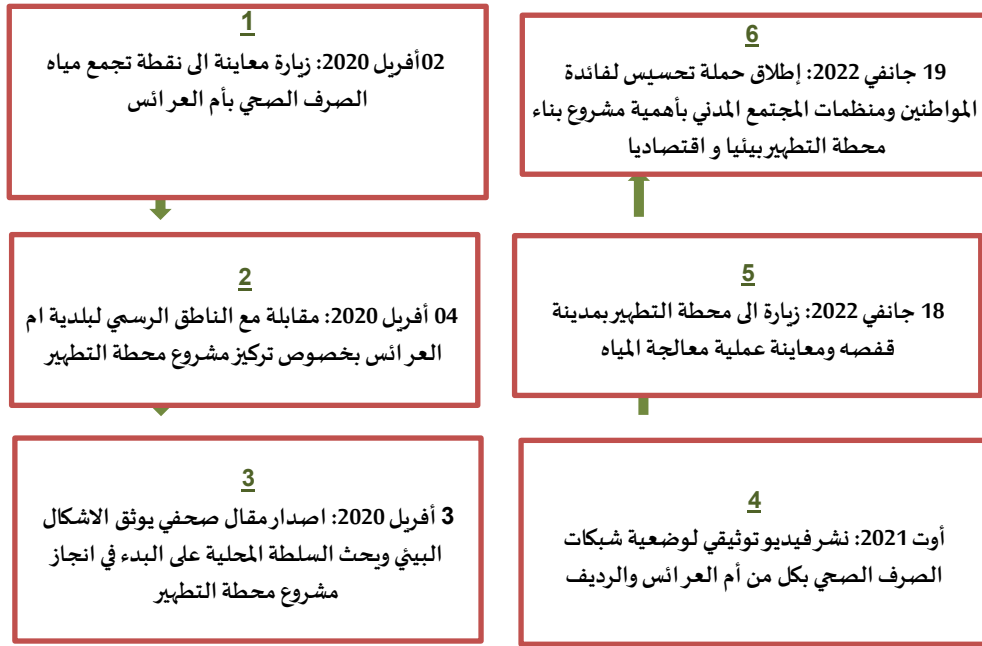 1
02أفريل 2020: زيارة معاينة الى نقطة تجمع مياه
الصرف الصحي بأم العرائس
2
04 أفريل 2020: مقابلة مع الناطق الرسمي لبلدية ام
العرائس بخصوص تركيز مشروع محطة التطهير
3
3 أفريل 2020: اصدار مقال صحفي يوثق الاشكال
البيئي ويحث السلطة المحلية على البدء في انجاز
مشروع محطة التطهير
4
أوت 2021: نشر فيديو توثيقي لوضعية شبكات
الصرف الصحي بكل من أم العرائس والرديف
5
18 جانفي 2022: زيارة الى محطة التطهير بمدينة
قفصه ومعاينة عملية معالجة المياه
6
19 جانفي 2022: إطلاق حملة تحسيس لفائدة
المواطنين ومنظمات المجتمع المدني بأهمية مشروع بناء
محطة التطهير بيئيا و اقتصاديا